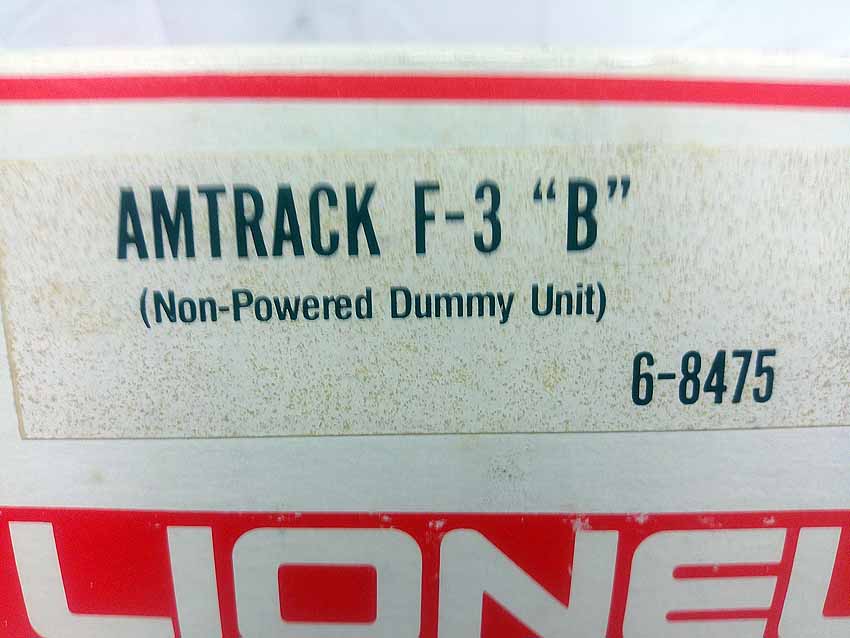 AMTRACK F-3 “B”
(Non-Powered Dummy Unit)
6-8475
LIONEL